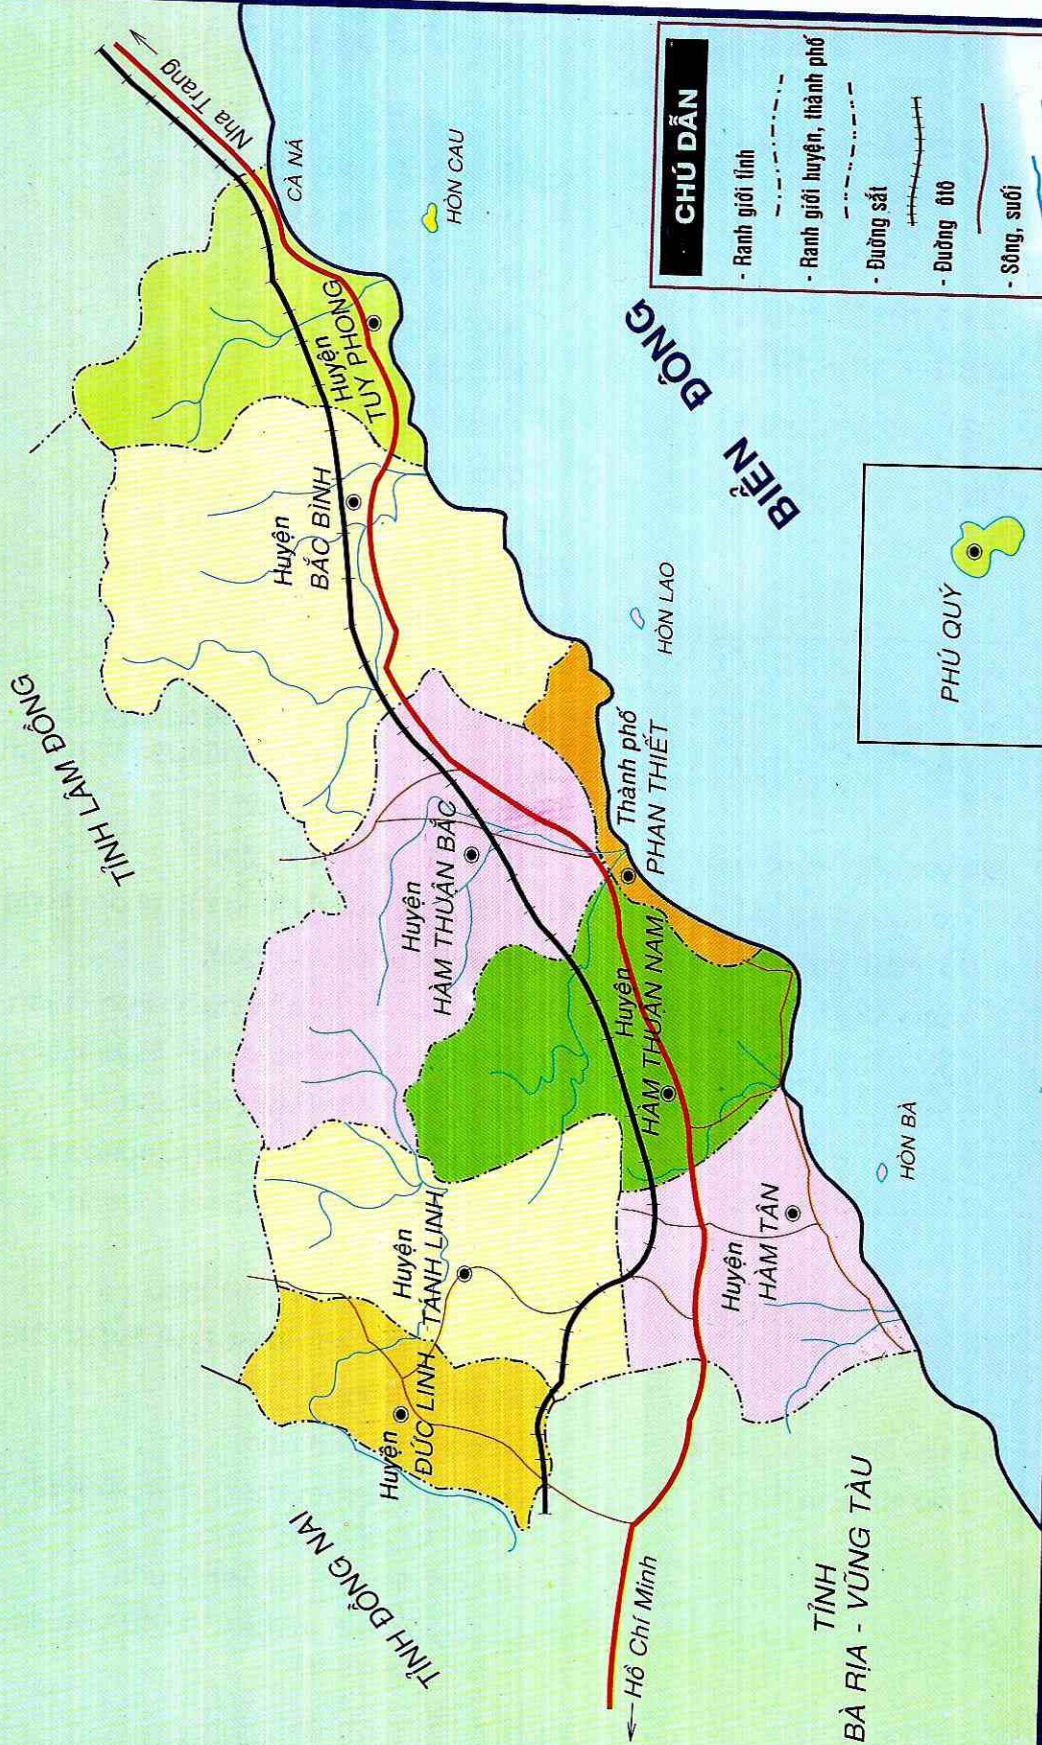 TỈNH LÂM ĐỒNG
Nha Trang
CÀ NÁ
HÒN CAU
Huyện
TUY PHONG
Huyện
BẮC BÌNH
BIỂN ĐÔNG
HÒN LAO
PHÚ QUÝ
Thành phố
PHAN THIẾT
Huyện
HÀM THUẬN BẮC
Huyện
HÀM THUẬN NAM
Huyện
TÁNH LINH
Huyện
ĐỨC LINH
Huyện
HÀM TÂN
HÒN BÀ
TỈNH ĐỒNG NAI
Hồ Chí Minh
TỈNH
BÀ RỊA - VŨNG TÀU
CHÚ DẪN
- Ranh giới tỉnh
- Ranh giới huyện, thành phố
- Đường sắt
- Đường ôtô
- Sông, suối